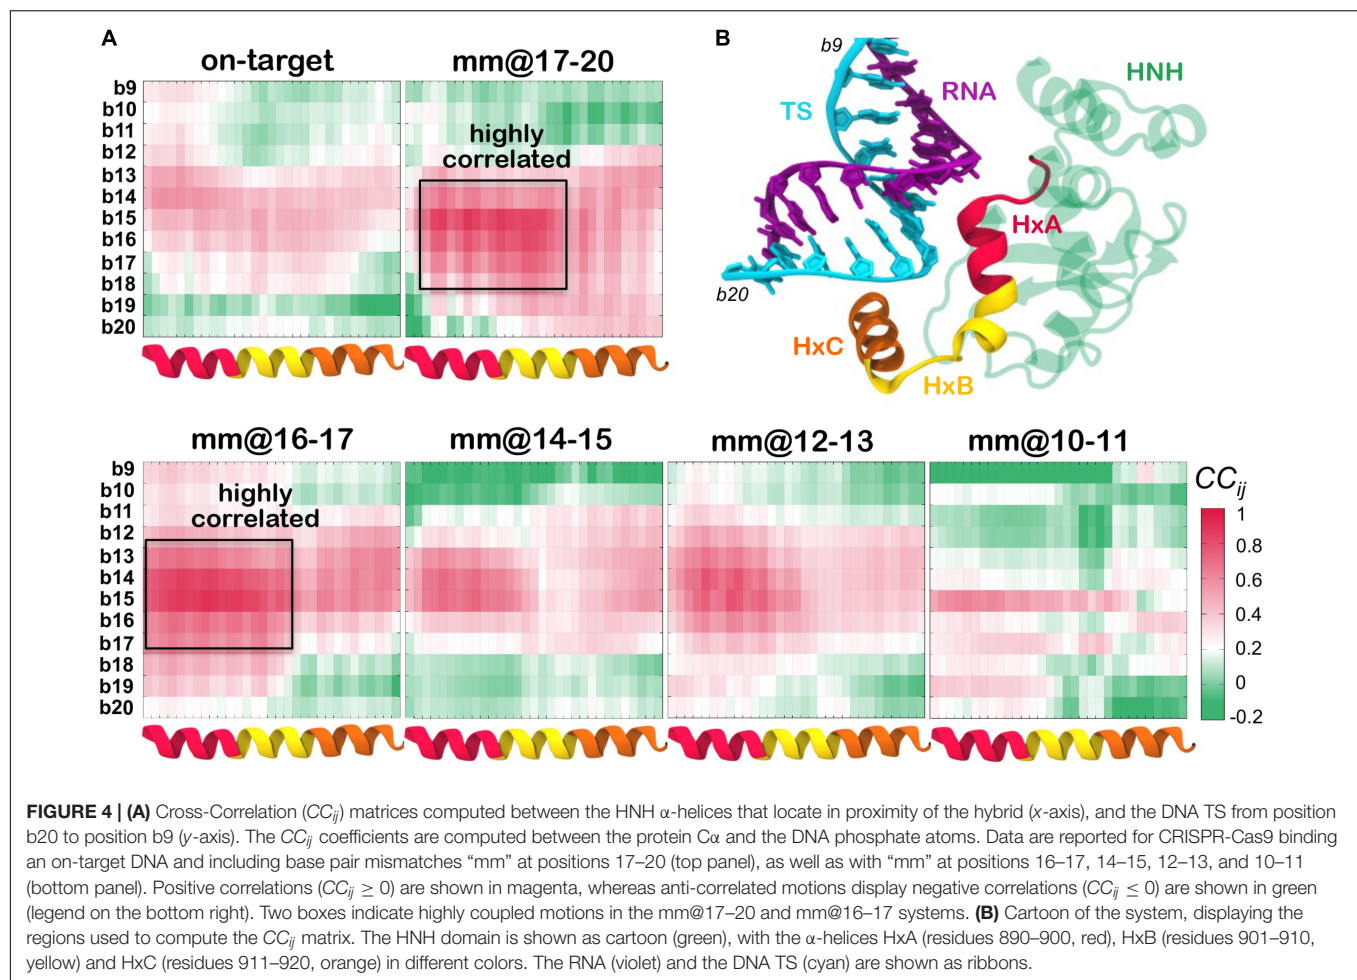 A
on-target
mm@17-20
b9
b10
b11
b12
b13
b14
b15
b16
b17
b18
b19
b20
highly
correlated
B
b9
TS
RNA
HNH
HxA
b20
HxC
HxB
mm@16-17
mm@14-15
mm@12-13
mm@10-11
b9
b10
b11
b12
b13
b14
b15
b16
b17
b18
b19
b20
highly
correlated
CCij
1
0.8
0.6
0.4
0.2
0
-0.2
FIGURE 4 | (A) Cross-Correlation (CCij) matrices computed between the HNH α-helices that locate in proximity of the hybrid (x-axis), and the DNA TS from position
b20 to position b9 (y-axis). The CCij coefficients are computed between the protein Cα and the DNA phosphate atoms. Data are reported for CRISPR-Cas9 binding
an on-target DNA and including base pair mismatches “mm” at positions 17–20 (top panel), as well as with “mm” at positions 16–17, 14–15, 12–13, and 10–11
(bottom panel). Positive correlations (CCij ≥ 0) are shown in magenta, whereas anti-correlated motions display negative correlations (CCij ≤ 0) are shown in green
(legend on the bottom right). Two boxes indicate highly coupled motions in the mm@17–20 and mm@16–17 systems. (B) Cartoon of the system, displaying the
regions used to compute the CCij matrix. The HNH domain is shown as cartoon (green), with the α-helices HxA (residues 890–900, red), HxB (residues 901–910,
yellow) and HxC (residues 911–920, orange) in different colors. The RNA (violet) and the DNA TS (cyan) are shown as ribbons.